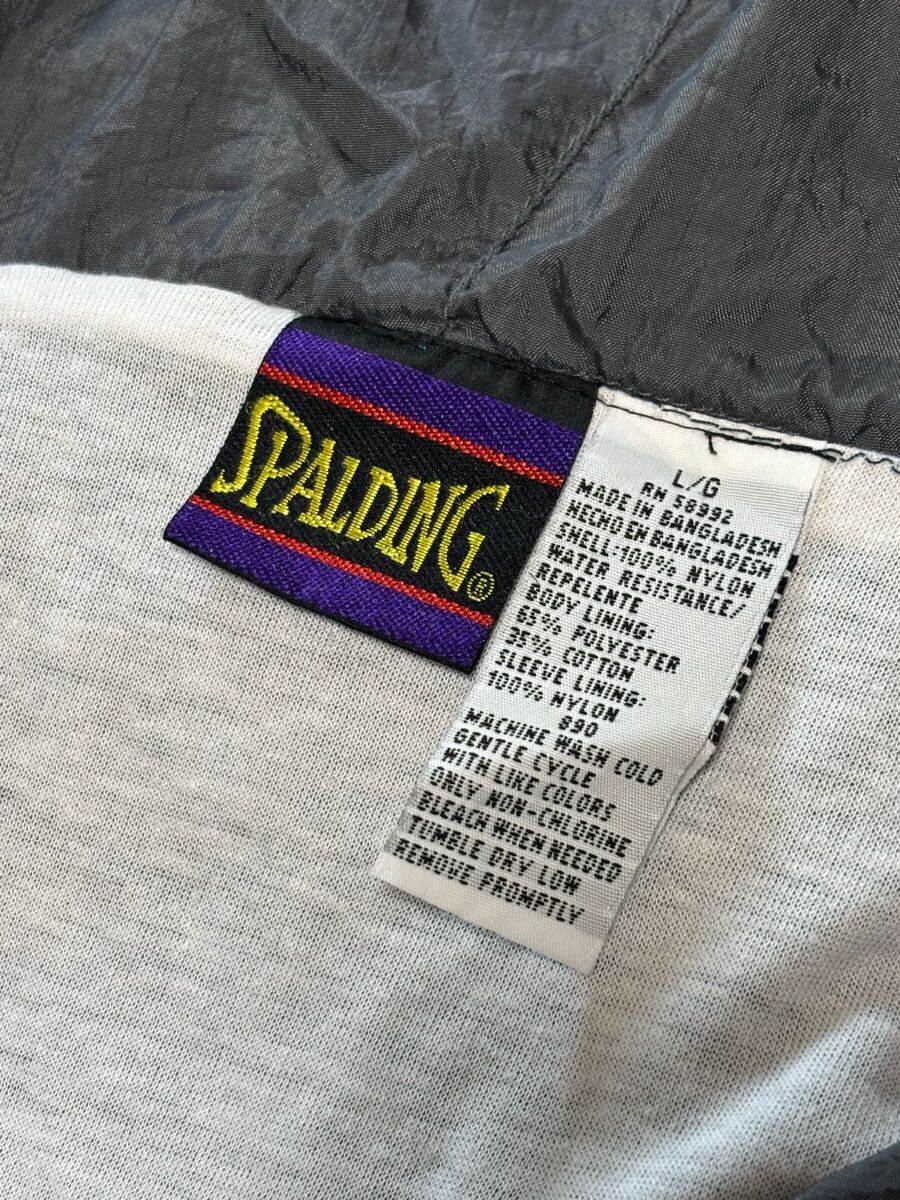 SPALDING®
L/G
RN 58992
MADE IN BANGLADESH
HECHO EN BANGLADESH
SHELL: 100% NYLON
WATER RESISTANCE/
REPELENTE
BODY LINING:
65% POLYESTER
35% COTTON
SLEEVE LINING:
100% NYLON
890
MACHINE WASH COLD
GENTLE CYCLE
WITH LIKE COLORS
ONLY NON-CHLORINE
BLEACH WHEN NEEDED
TUMBLE DRY LOW
REMOVE PROMPTLY